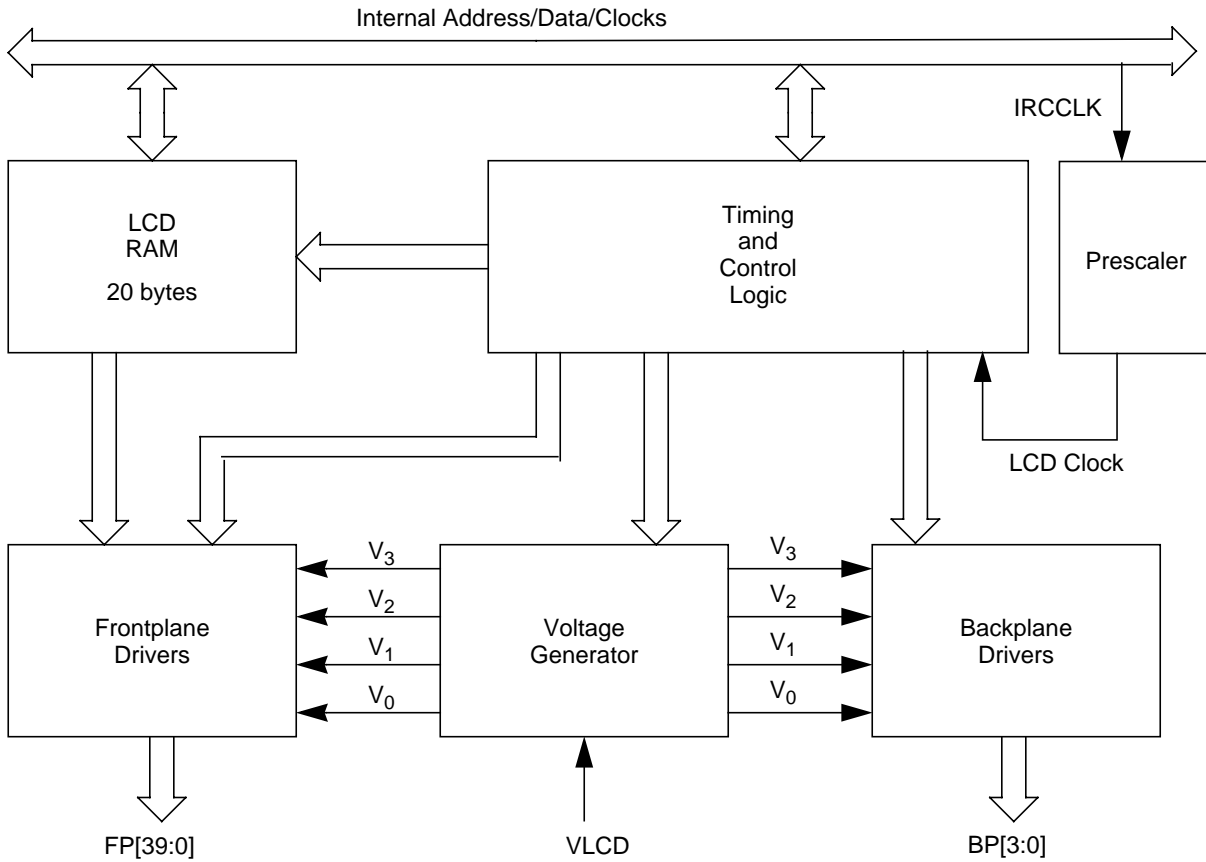 Internal Address/Data/Clocks
IRCCLK
LCD
RAM
20 bytes
Timing
and
Control
Logic
Prescaler
LCD Clock
V3
V2
V1
V0
Frontplane
Drivers
Voltage
Generator
V3
V2
V1
V0
Backplane
Drivers
FP[39:0]
VLCD
BP[3:0]